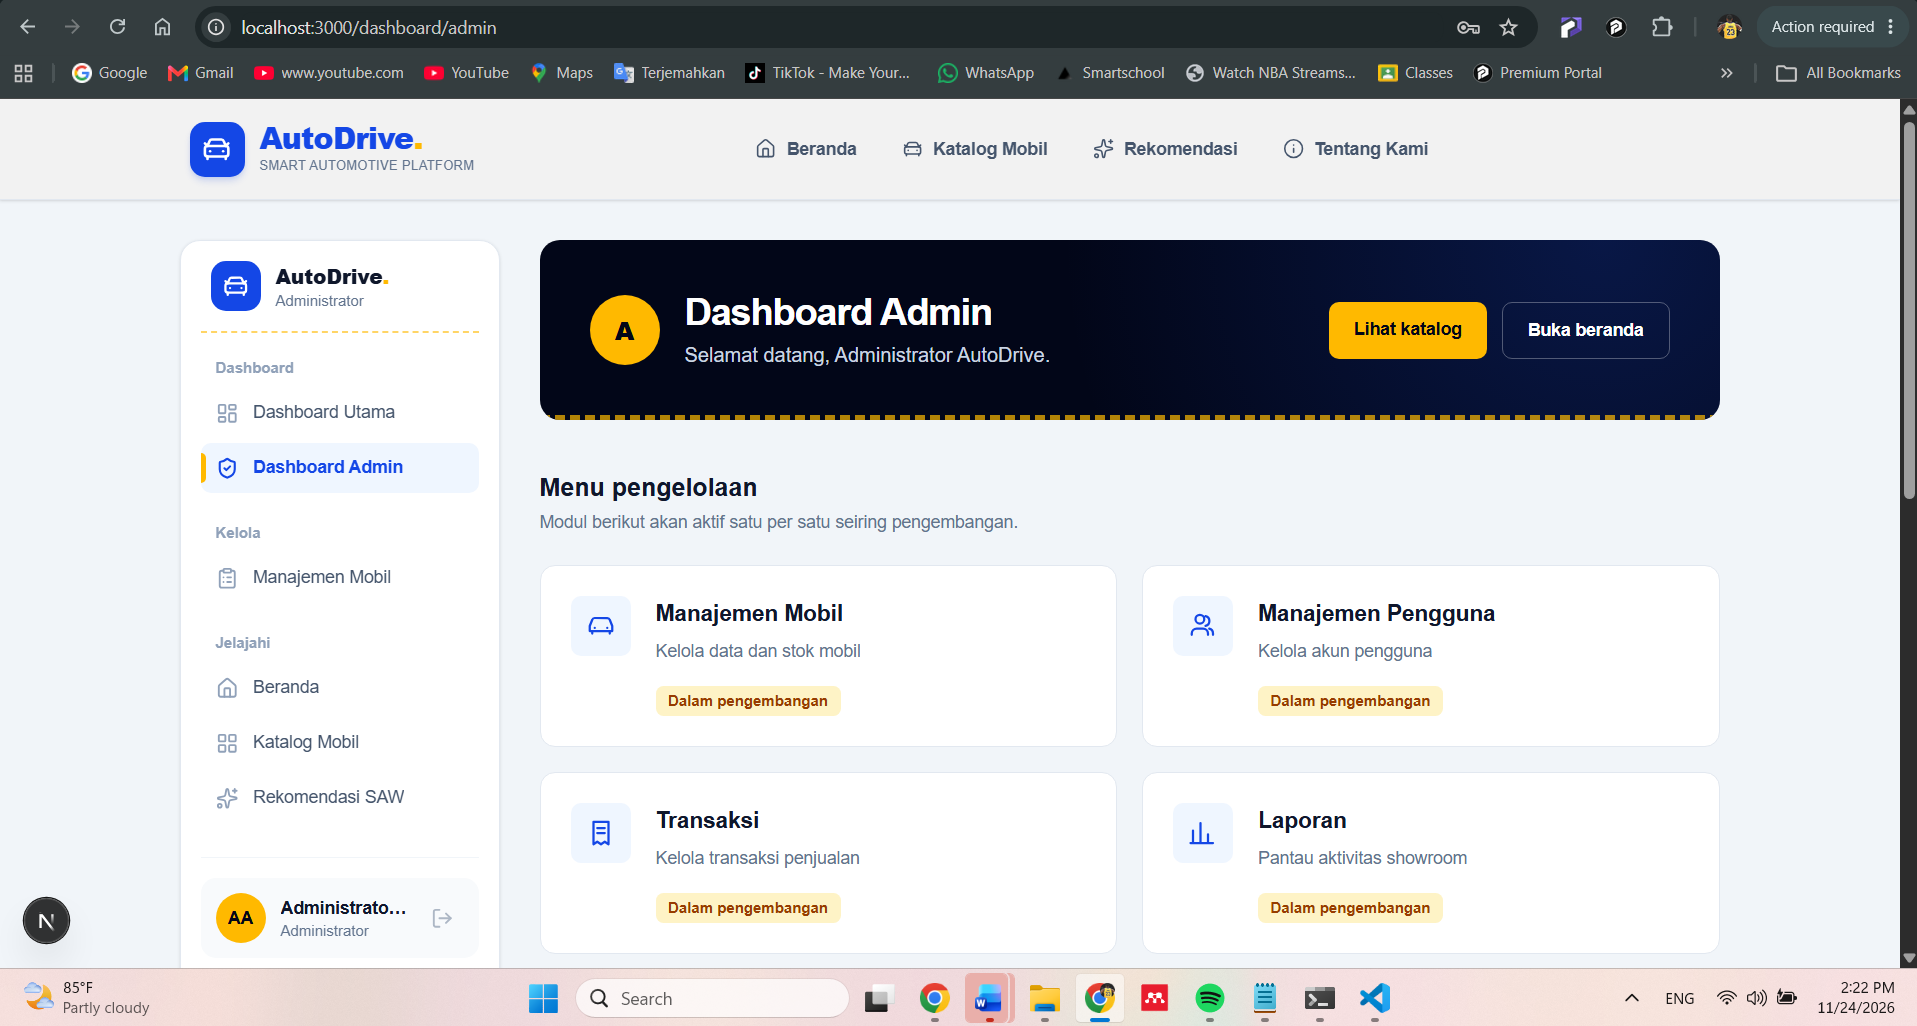 localhost:3000/dashboard/admin
Action required
Google
Gmail
www.youtube.com
YouTube
Maps
Terjemahkan
TikTok - Make Your...
WhatsApp
Smartschool
Watch NBA Streams...
Classes
Premium Portal
All Bookmarks
AutoDrive.
SMART AUTOMOTIVE PLATFORM
Beranda
Katalog Mobil
Rekomendasi
Tentang Kami
AutoDrive.
Administrator
Dashboard
Dashboard Utama
Dashboard Admin
Kelola
Manajemen Mobil
Jelajahi
Beranda
Katalog Mobil
Rekomendasi SAW
AA
Administrato...
Administrator
N
A
Dashboard Admin
Selamat datang, Administrator AutoDrive.
Lihat katalog
Buka beranda
Menu pengelolaan
Modul berikut akan aktif satu per satu seiring pengembangan.
Manajemen Mobil
Kelola data dan stok mobil
Dalam pengembangan
Manajemen Pengguna
Kelola akun pengguna
Dalam pengembangan
Transaksi
Kelola transaksi penjualan
Dalam pengembangan
Laporan
Pantau aktivitas showroom
Dalam pengembangan
85°F
Partly cloudy
Search
ENG
2:22 PM
11/24/2026